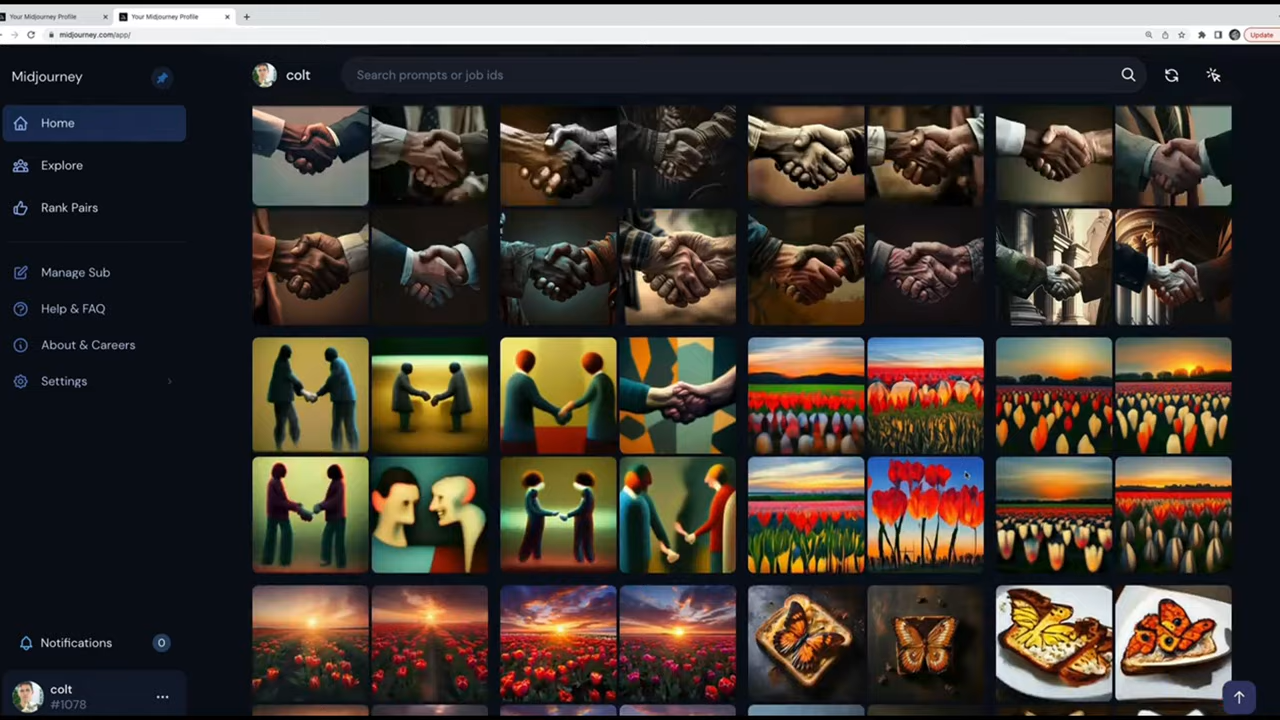 Your Midjourney Profile
Your Midjourney Profile
midjourney.com/app/
Update
Midjourney
colt
Search prompts or job ids
Home
Explore
Rank Pairs
Manage Sub
Help & FAQ
About & Careers
Settings
Notifications
0
colt
#1078